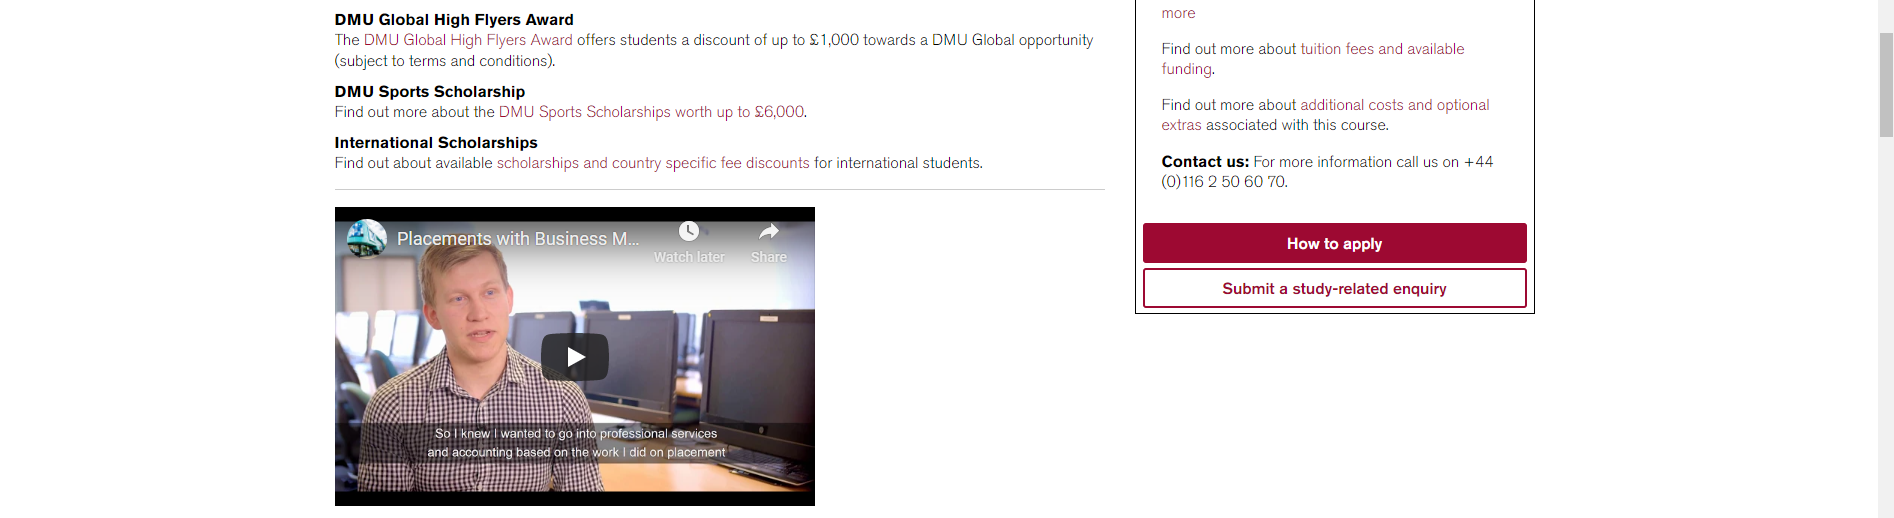 DMU Global High Flyers Award
The DMU Global High Flyers Award offers students a discount of up to £1,000 towards a DMU Global opportunity
(subject to terms and conditions).
DMU Sports Scholarship
Find out more about the DMU Sports Scholarships worth up to £6,000.
International Scholarships
Find out about available scholarships and country specific fee discounts for international students.
Placements with Business M...
Watch later
Share
So I knew I wanted to go into professional services
and accounting based on the work I did on placement
more
Find out more about tuition fees and available
funding.
Find out more about additional costs and optional
extras associated with this course.
Contact us: For more information call us on +44
(0)116 2 50 60 70.
How to apply
Submit a study-related enquiry